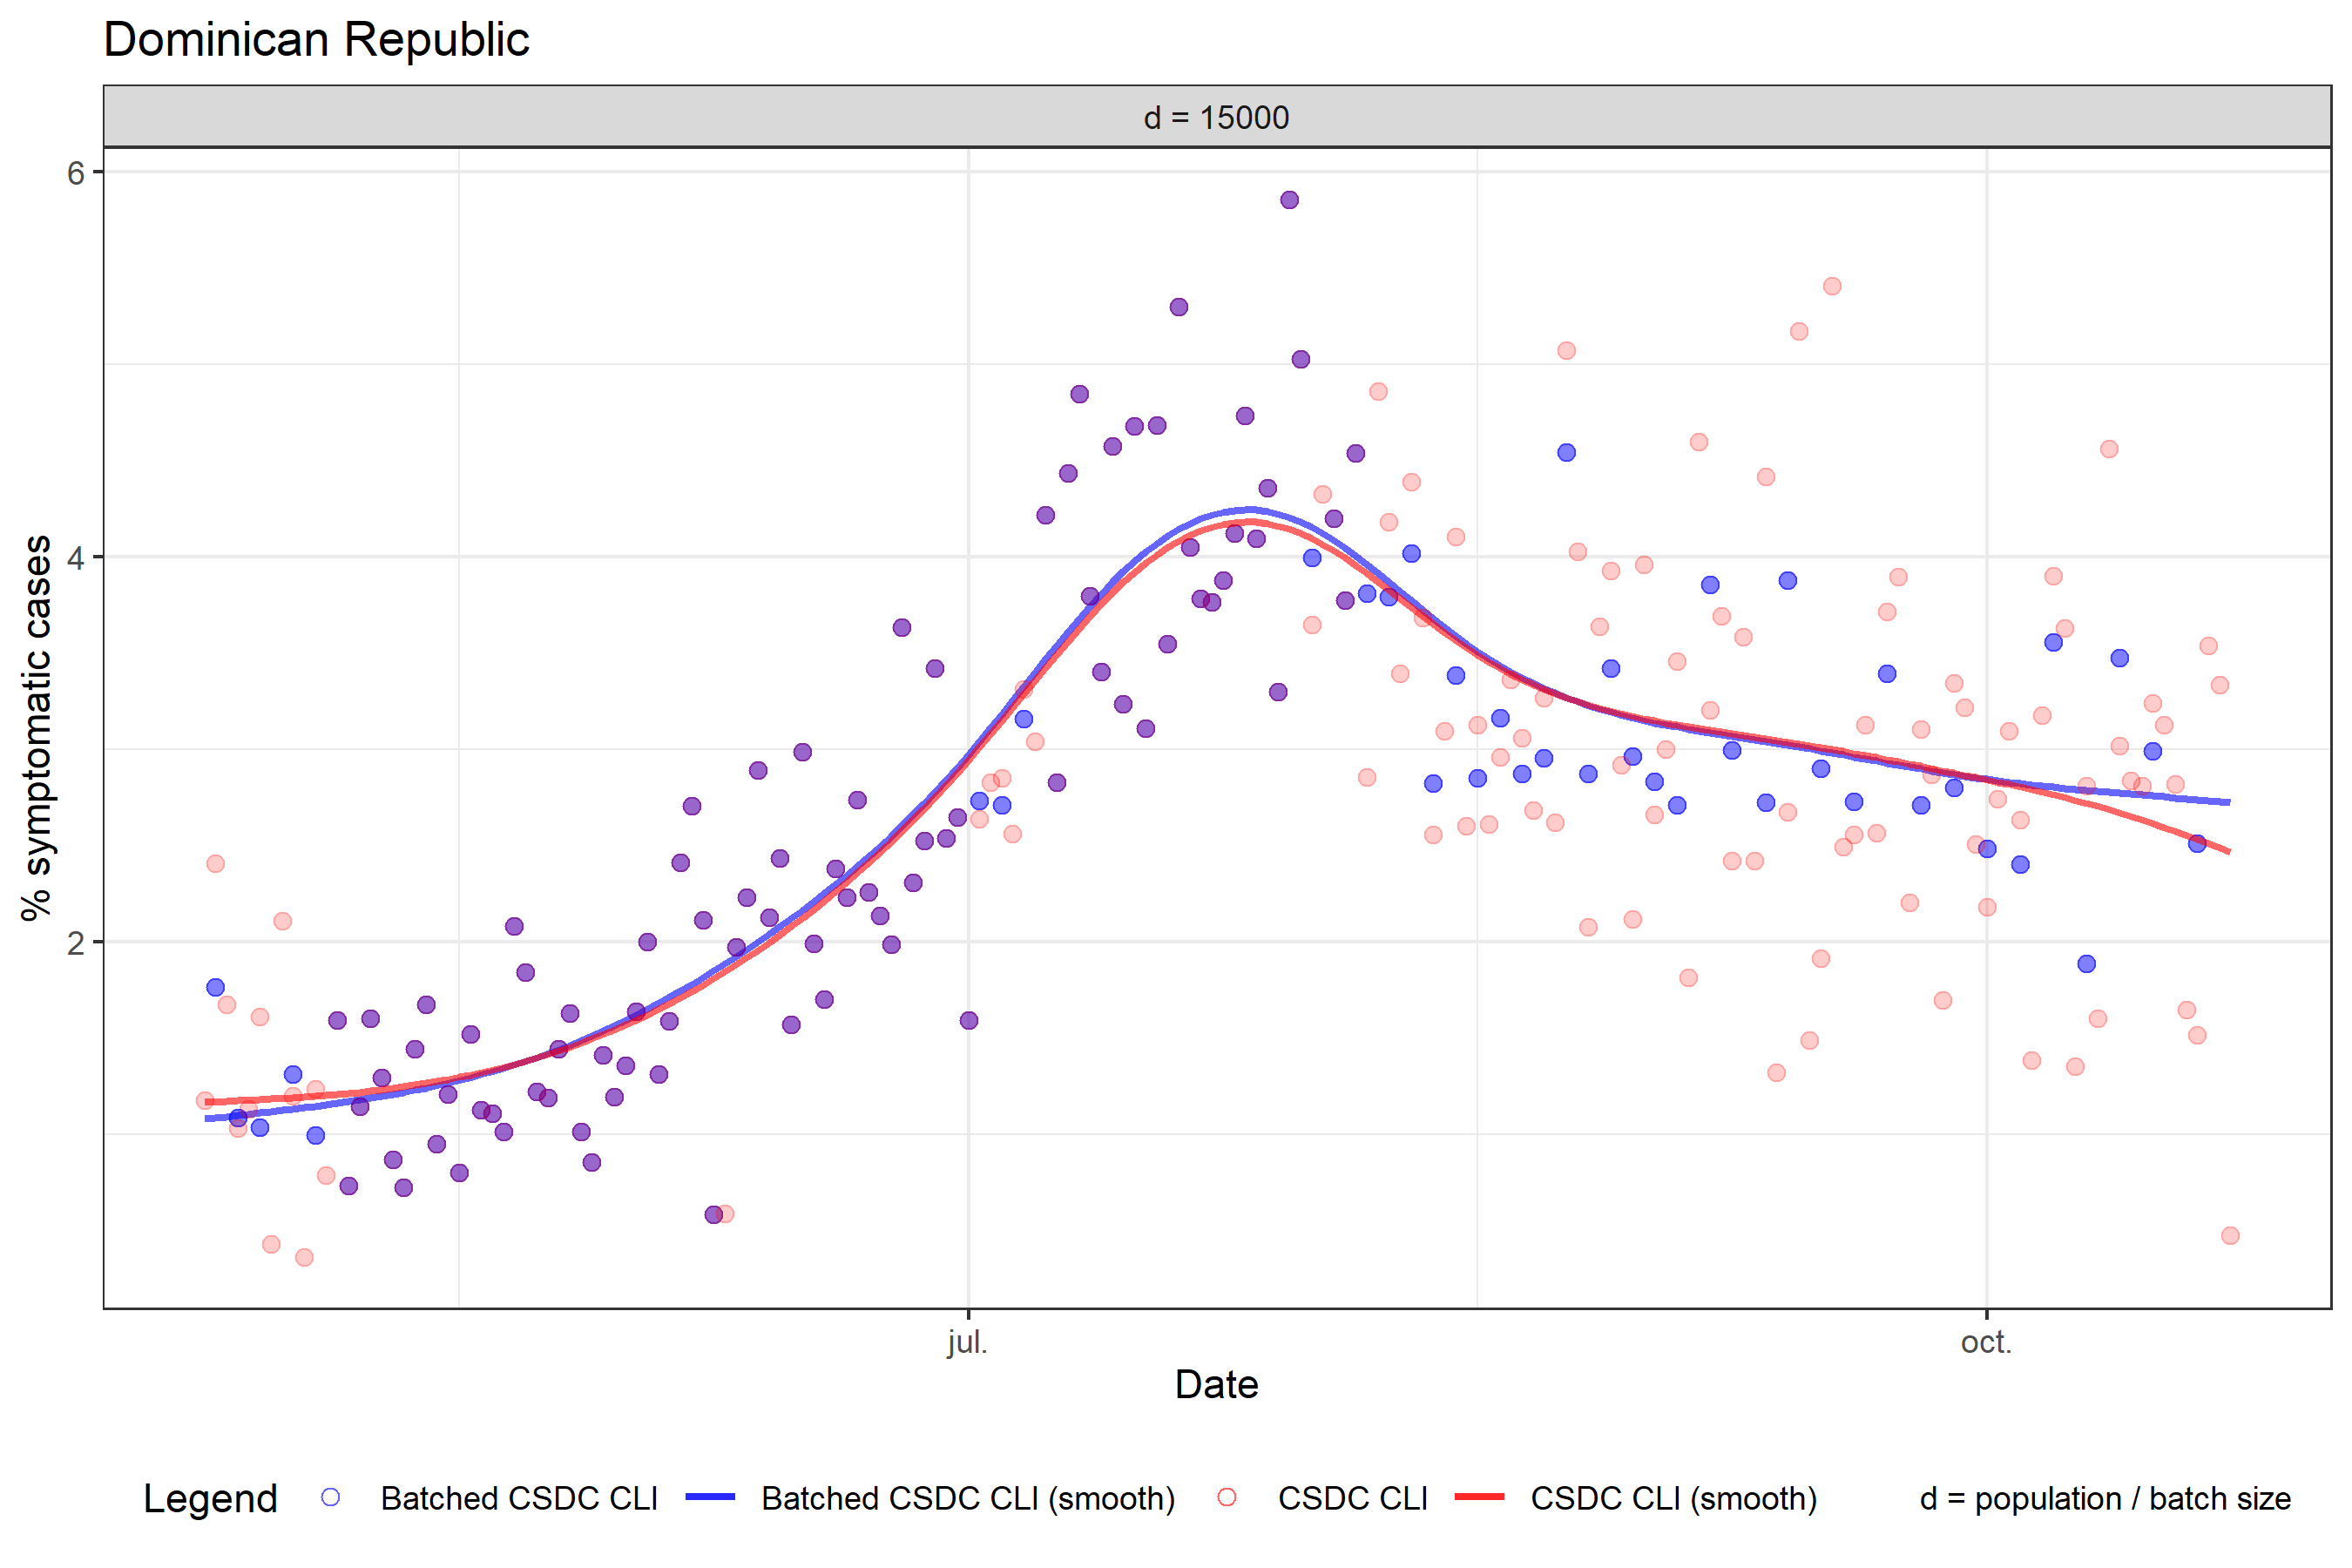 Dominican Republic
d = 15000
6
4
2
% symptomatic cases
jul.
oct.
Date
Legend
Batched CSDC CLI
Batched CSDC CLI (smooth)
CSDC CLI
CSDC CLI (smooth)
d = population / batch size